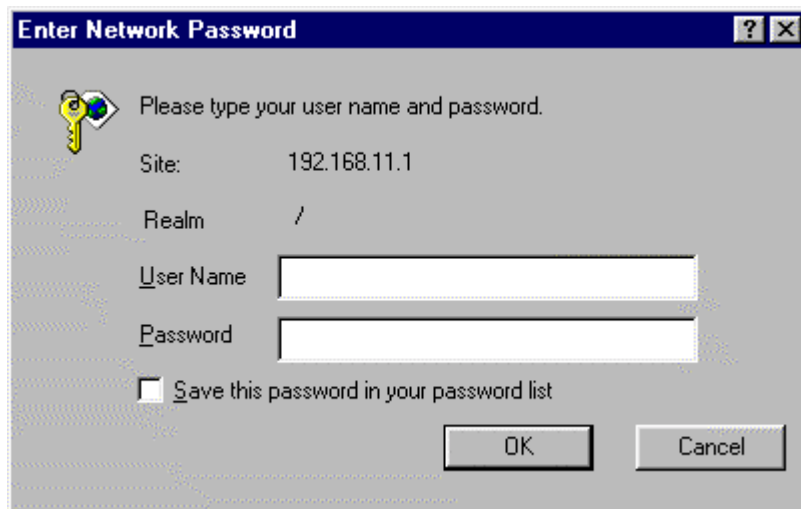 Enter Network Password
Please type your user name and password.
Site: 192.168.11.1
Realm /
User Name
Password
Save this password in your password list
OK Cancel